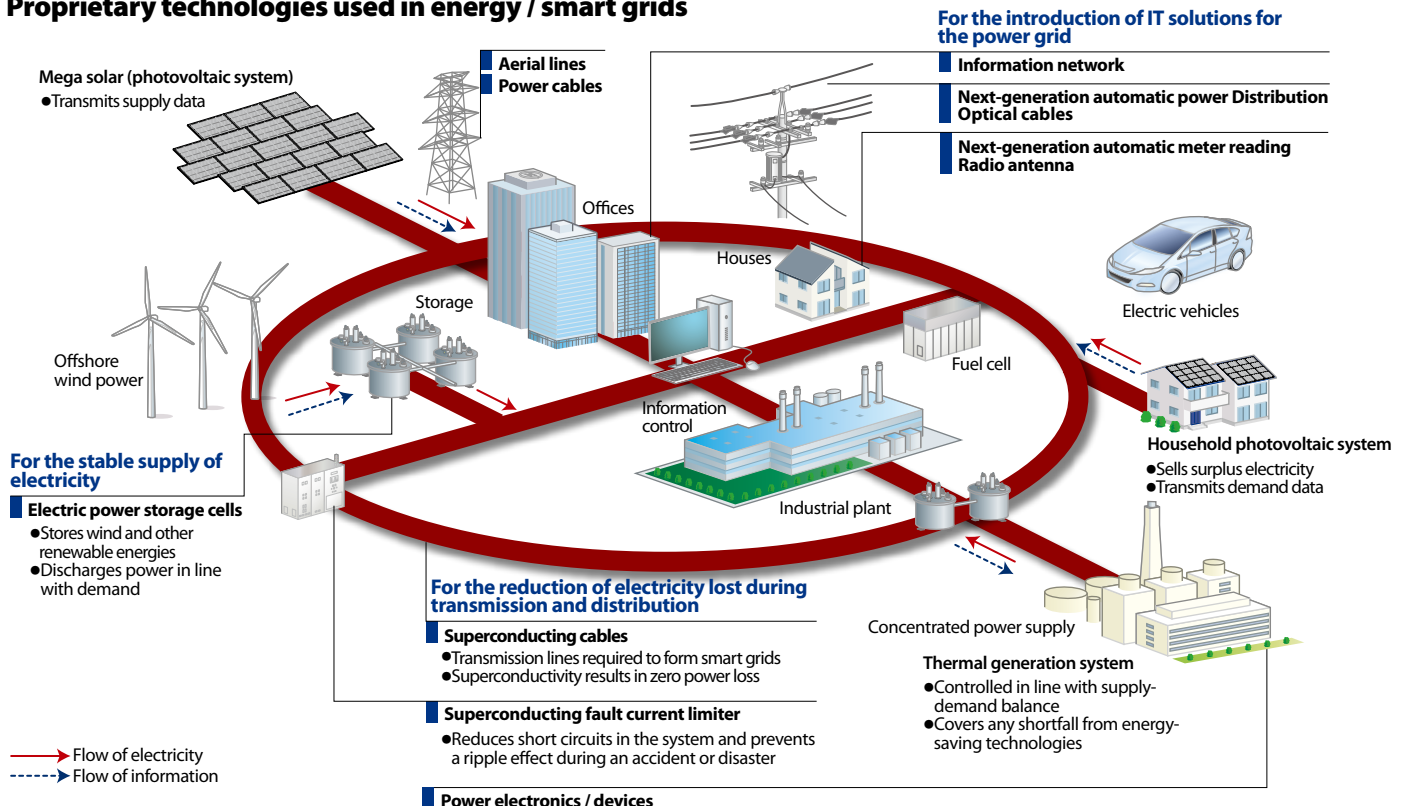 Proprietary technologies used in energy / smart grids
For the introduction of IT solutions for
the power grid
Information network
Next-generation automatic power Distribution
Optical cables
Next-generation automatic meter reading
Radio antenna
Aerial lines
Power cables
Mega solar (photovoltaic system)
●Transmits supply data
Offices
Houses
Storage
Electric vehicles
Offshore
wind power
Fuel cell
Information
control
Household photovoltaic system
●Sells surplus electricity
●Transmits demand data
Industrial plant
For the stable supply of
electricity
Electric power storage cells
●Stores wind and other
renewable energies
●Discharges power in line
with demand
For the reduction of electricity lost during
transmission and distribution
Superconducting cables
●Transmission lines required to form smart grids
●Superconductivity results in zero power loss
Superconducting fault current limiter
●Reduces short circuits in the system and prevents
a ripple effect during an accident or disaster
Concentrated power supply
Thermal generation system
●Controlled in line with supply-
demand balance
●Covers any shortfall from energy-
saving technologies
Flow of electricity
Flow of information
Power electronics / devices